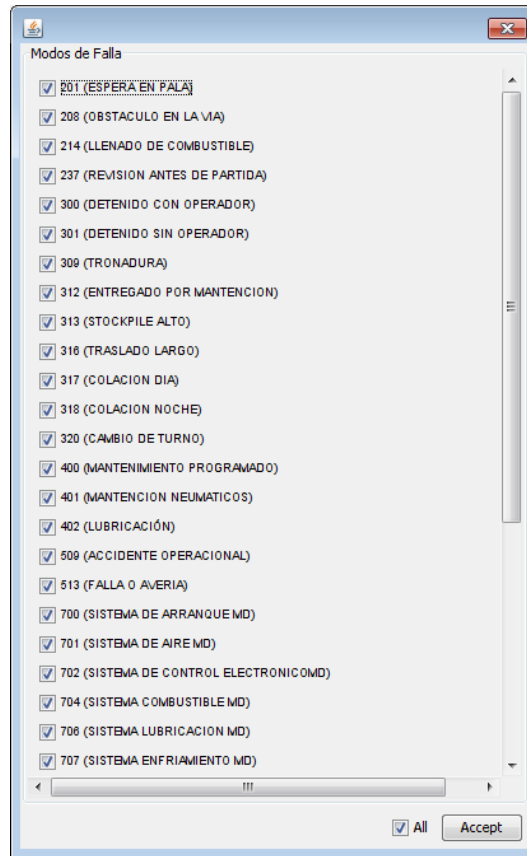 Modos de Falla
201 (ESPERA EN PALA)
208 (OBSTACULO EN LA VIA)
214 (LLENADO DE COMBUSTIBLE)
237 (REVISION ANTES DE PARTIDA)
300 (DETENIDO CON OPERADOR)
301 (DETENIDO SIN OPERADOR)
309 (TRONADURA)
312 (ENTREGADO POR MANTENCION)
313 (STOCKPILE ALTO)
316 (TRASLADO LARGO)
317 (COLACION DIA)
318 (COLACION NOCHE)
320 (CAMBIO DE TURNO)
400 (MANTENIMIENTO PROGRAMADO)
401 (MANTENCION NEUMATICOS)
402 (LUBRICACIÓN)
509 (ACCIDENTE OPERACIONAL)
513 (FALLA O AVERIA)
700 (SISTEMA DE ARRANQUE MD)
701 (SISTEMA DE AIRE MD)
702 (SISTEMA DE CONTROL ELECTRONICOMD)
704 (SISTEMA COMBUSTIBLE MD)
706 (SISTEMA LUBRICACION MD)
707 (SISTEMA ENFRIAMIENTO MD)
All Accept